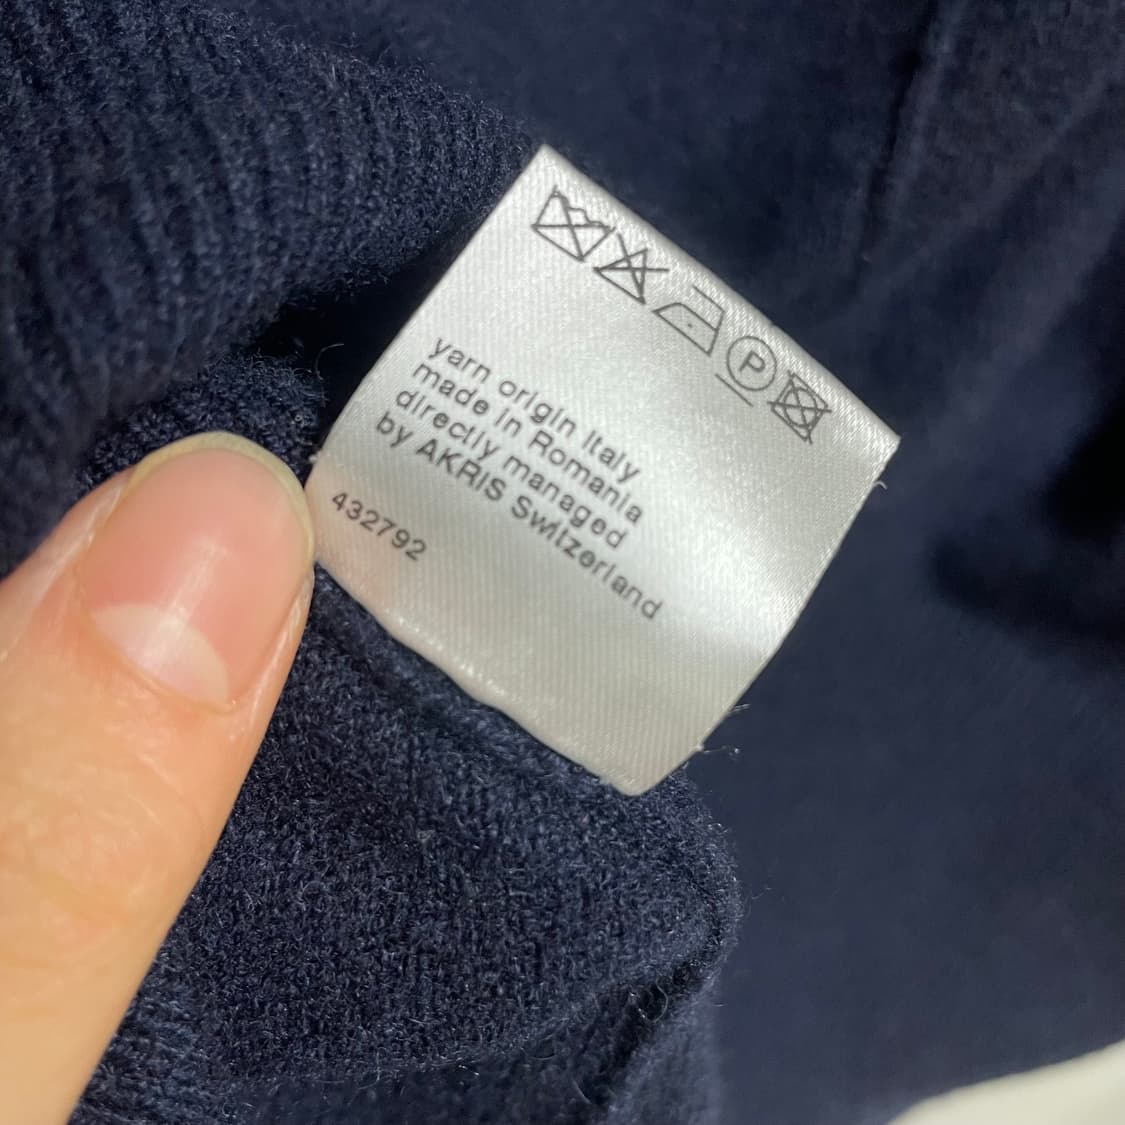 P
yarn origin Italy
made in Romania
directly managed
by AKRIS Switzerland
432792